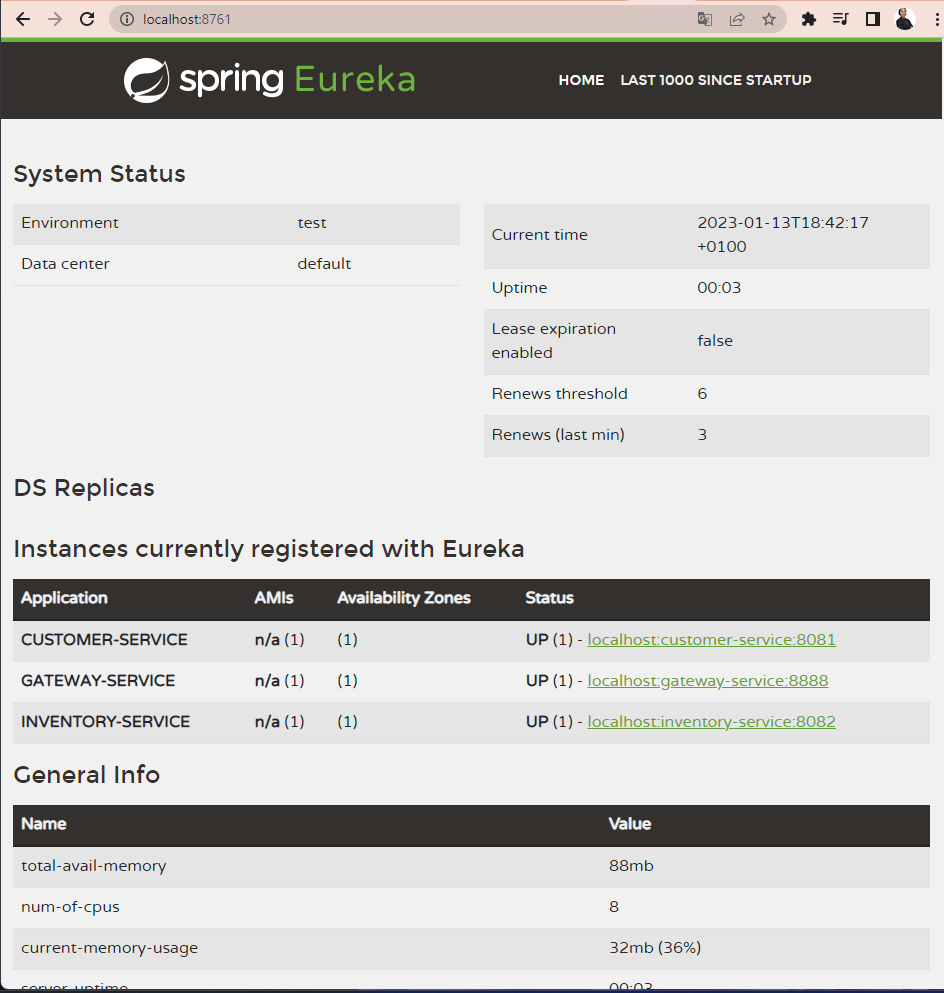 localhost:8761
spring Eureka
HOME LAST 1000 SINCE STARTUP
System Status
Environment test
Data center default
Current time 2023-01-13T18:42:17 +0100
Uptime 00:03
Lease expiration enabled false
Renews threshold 6
Renews (last min) 3
DS Replicas
Instances currently registered with Eureka
Application AMIs Availability Zones Status
CUSTOMER-SERVICE n/a (1) (1) UP (1) - localhost:customer-service:8081
GATEWAY-SERVICE n/a (1) (1) UP (1) - localhost:gateway-service:8888
INVENTORY-SERVICE n/a (1) (1) UP (1) - localhost:inventory-service:8082
General Info
Name Value
total-avail-memory 88mb
num-of-cpus 8
current-memory-usage 32mb (36%)
server-uptime 00:03